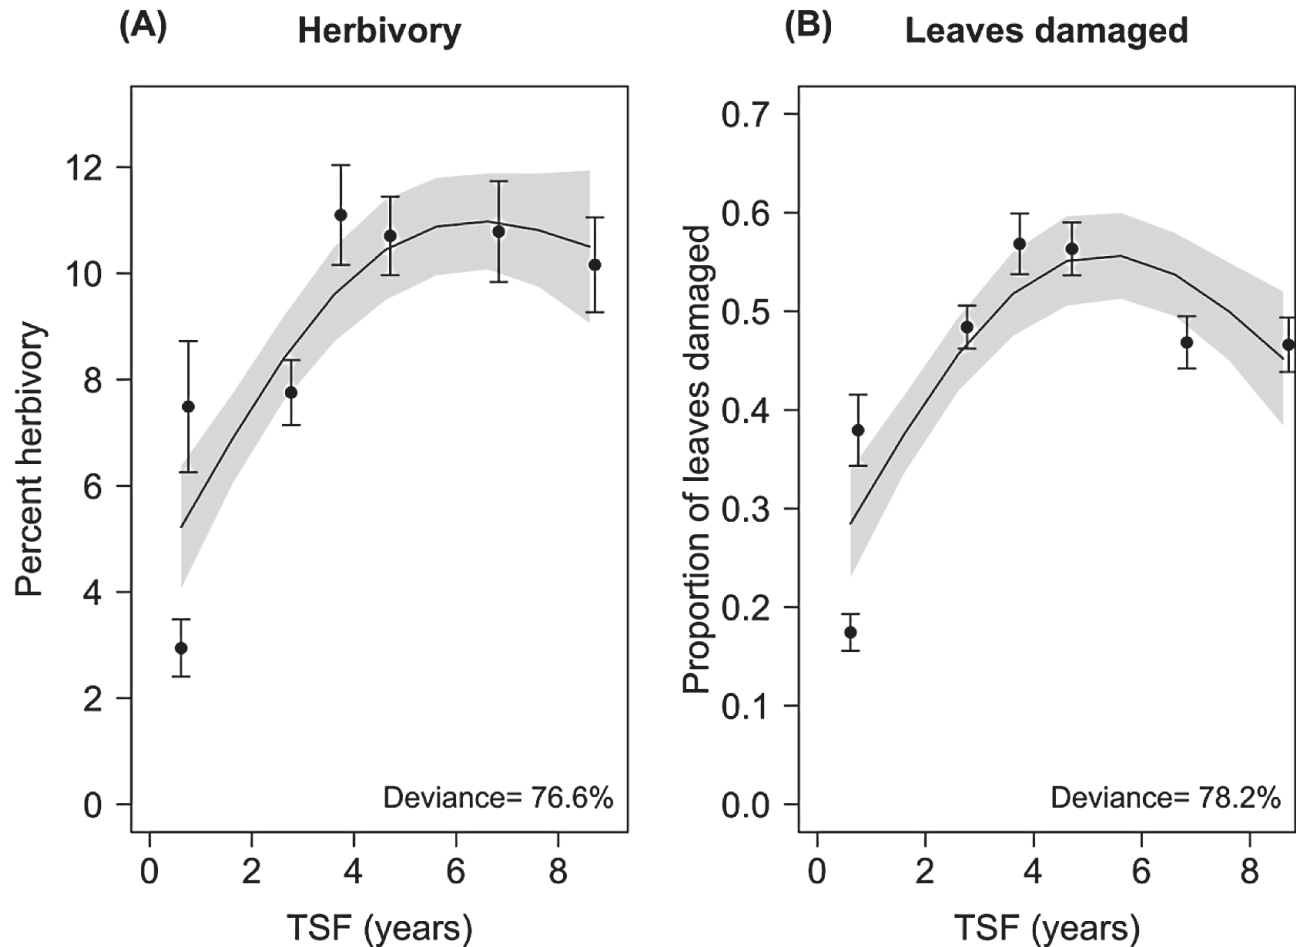 (A) Herbivory
Percent herbivory
12
10
8
6
4
2
0
Deviance= 76.6%
0 2 4 6 8
TSF (years)
(B) Leaves damaged
Proportion of leaves damaged
0.7
0.6
0.5
0.4
0.3
0.2
0.1
0.0
Deviance= 78.2%
0 2 4 6 8
TSF (years)